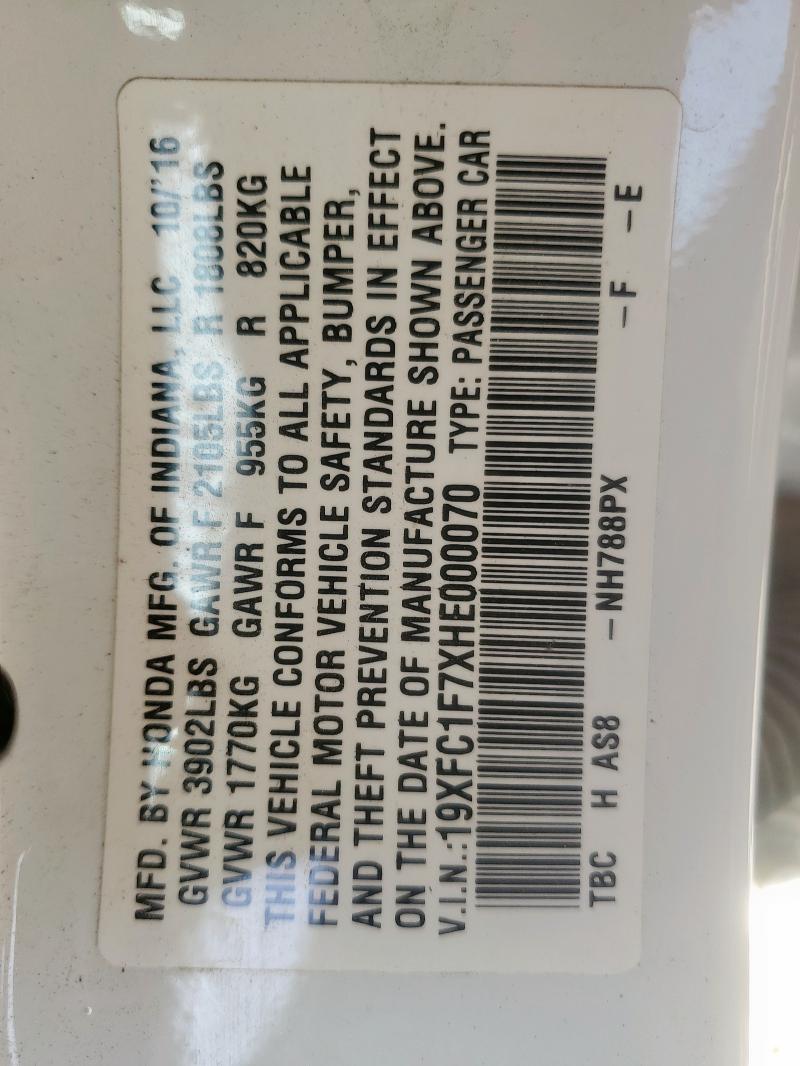 MFD. BY HONDA MFG. OF INDIANA, LLC 10/'16
GVWR 3902LBS GAWR F 2105LBS R 1808LBS
GVWR 1770KG GAWR F 955KG R 820KG
THIS VEHICLE CONFORMS TO ALL APPLICABLE
FEDERAL MOTOR VEHICLE SAFETY, BUMPER,
AND THEFT PREVENTION STANDARDS IN EFFECT
ON THE DATE OF MANUFACTURE SHOWN ABOVE.
V.I.N.:19XFC1F7XHE000070 TYPE: PASSENGER CAR
TBC H AS8 –NH788PX –F –E